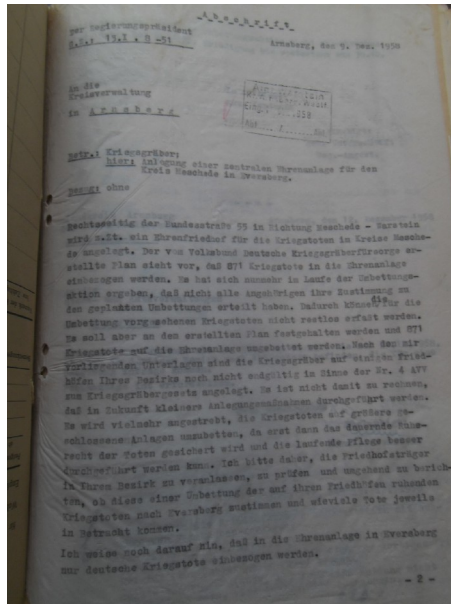 Abschrift
Der Regierungspräsident
G.Z.: 15.I. 8 -51
Arnsberg, den 5. Dez. 1958
An die
Kreisverwaltung
in Arnsberg
Betr.: Kriegsgräber;
hier: Anlegung einer zentralen Ehrenanlage für den
Kreis Meschede in Eversberg.
Bezug: ohne
Rechtsseitig der Bundesstraße 55 in Richtung Meschede - Warstein
wird z.Zt. ein Ehrenfriedhof für die Kriegstoten im Kreise Mesche-
de angelegt. Der vom Volksbund Deutsche Kriegsgräberfürsorge er-
stellte Plan sieht vor, daß 871 Kriegstote in die Ehrenanlage
einbezogen werden. Es hat sich nunmehr im Laufe der Umbettungs-
aktion ergeben, daß nicht alle Angehörigen ihre Zustimmung zu
den geplanten Umbettungen erteilt haben. Dadurch können die für die
Umbettung vorgesehenen Kriegstoten nicht restlos erfaßt werden.
Es soll aber an dem erstellten Plan festgehalten werden und 871
Kriegstote auf die Ehrenanlage umgebettet werden. Nach den mir
vorliegenden Unterlagen sind die Kriegsgräber auf einigen Fried-
höfen Ihres Bezirks noch nicht endgültig im Sinne der Nr. 4 AVV
zum Kriegsgräbergesetz angelegt. Es ist nicht damit zu rechnen,
daß in Zukunft kleinere Anlegungsmaßnahmen durchgeführt werden.
Es wird vielmehr angestrebt, die Kriegstoten auf größere ge-
schlossene Anlagen umzubetten, da erst dann das dauernde Ruhe-
recht der Toten gesichert wird und die laufende Pflege besser
durchgeführt werden kann. Ich bitte daher, die Friedhofsträger
in Ihrem Bezirk zu veranlassen, zu prüfen und umgehend zu berich-
ten, ob diese einer Umbettung der auf ihren Friedhöfen ruhenden
Kriegstoten nach Eversberg zustimmen und wieviele Tote jeweils
in Betracht kommen.
Ich weise noch darauf hin, daß in die Ehrenanlage in Eversberg
nur deutsche Kriegstote einbezogen werden.
- 2 -